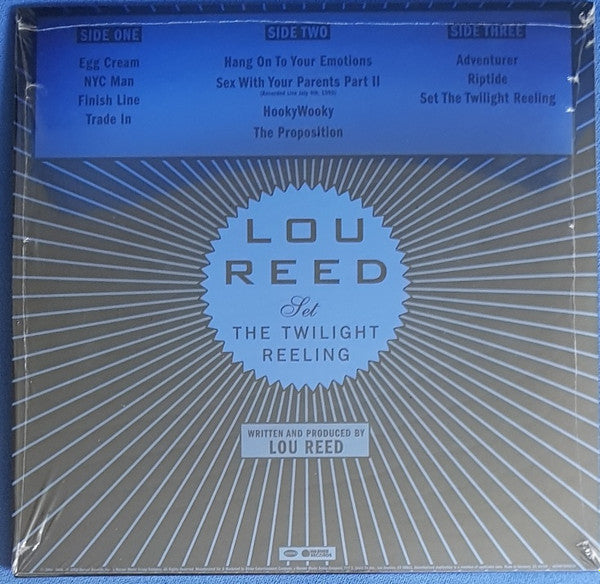 SIDE ONE
Egg Cream
NYC Man
Finish Line
Trade In
SIDE TWO
Hang On To Your Emotions
Sex With Your Parents Part II
HookyWooky
The Proposition
SIDE THREE
Adventurer
Riptide
Set The Twilight Reeling
LOU
REED
Set
THE TWILIGHT
REELING
WRITTEN AND PRODUCED BY
LOU REED
WARNER
RECORDS